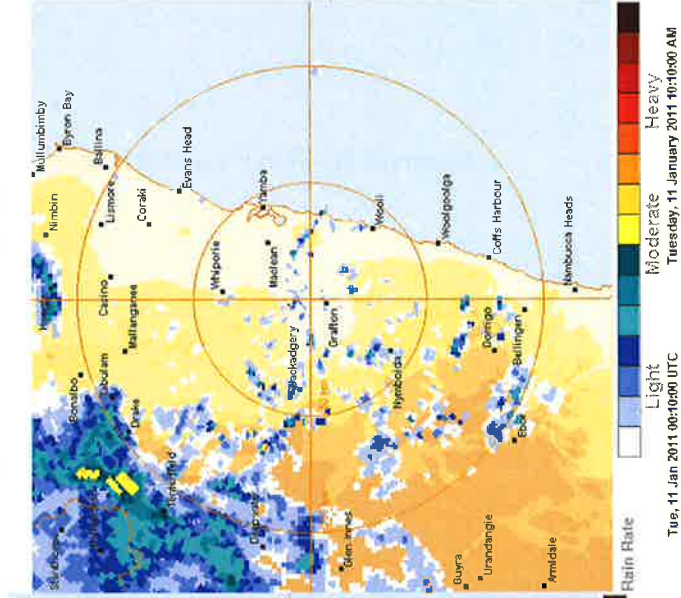 Mullumbimby
Byron Bay
Nimbin
Ballina
Lismore
Coraki
Evans Head
Casino
Mallanganee
Bonalbo
Drake
Whiporie
Yamba
Maclean
Grafton
Wooli
Nymboida
Woolgoolga
Coffs Harbour
Dorrigo
Bellingen
Ebor
Nambucca Heads
Glen Innes
Guyra
Urandangie
Armidale
Rain Rate
Light
Moderate
Heavy
Tue, 11 Jan 2011 00:10:00 UTC
Tuesday, 11 January 2011 10:10:00 AM